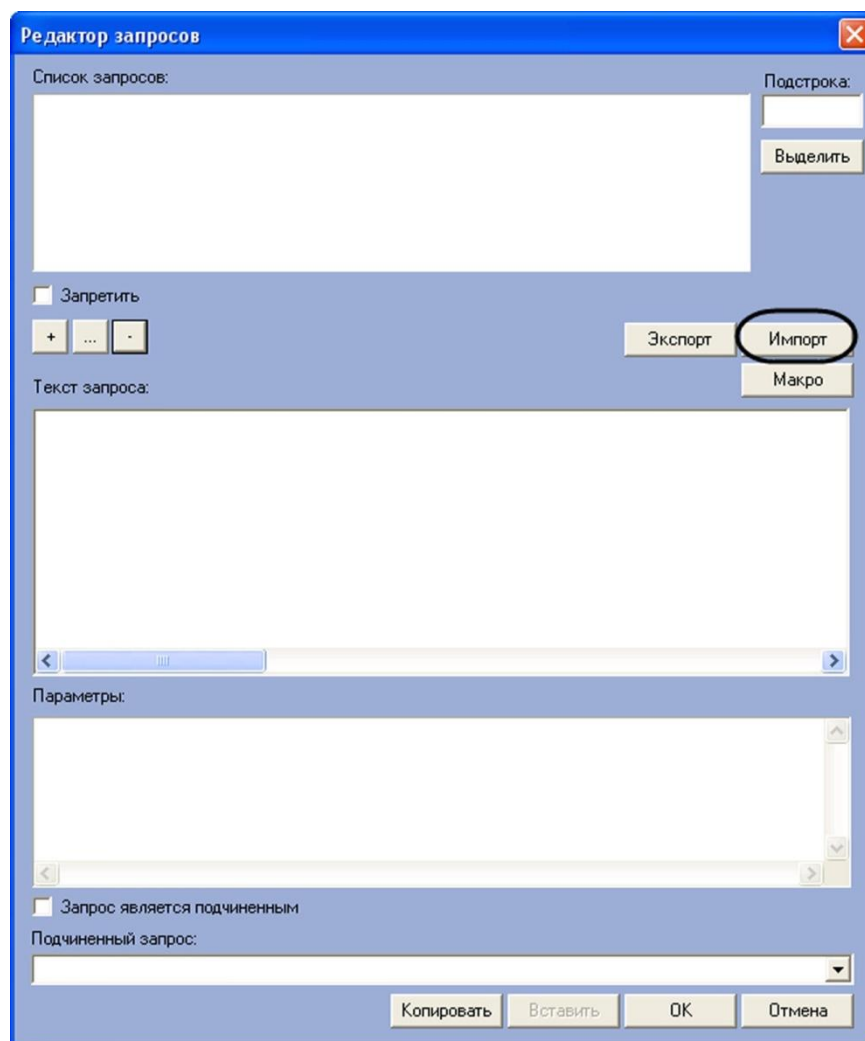 Редактор запросов
Список запросов:
Подстрока:
Выделить
Запретить
+ ... -
Экспорт Импорт
Макро
Текст запроса:
Параметры:
Запрос является подчиненным
Подчиненный запрос:
Копировать Вставить OK Отмена